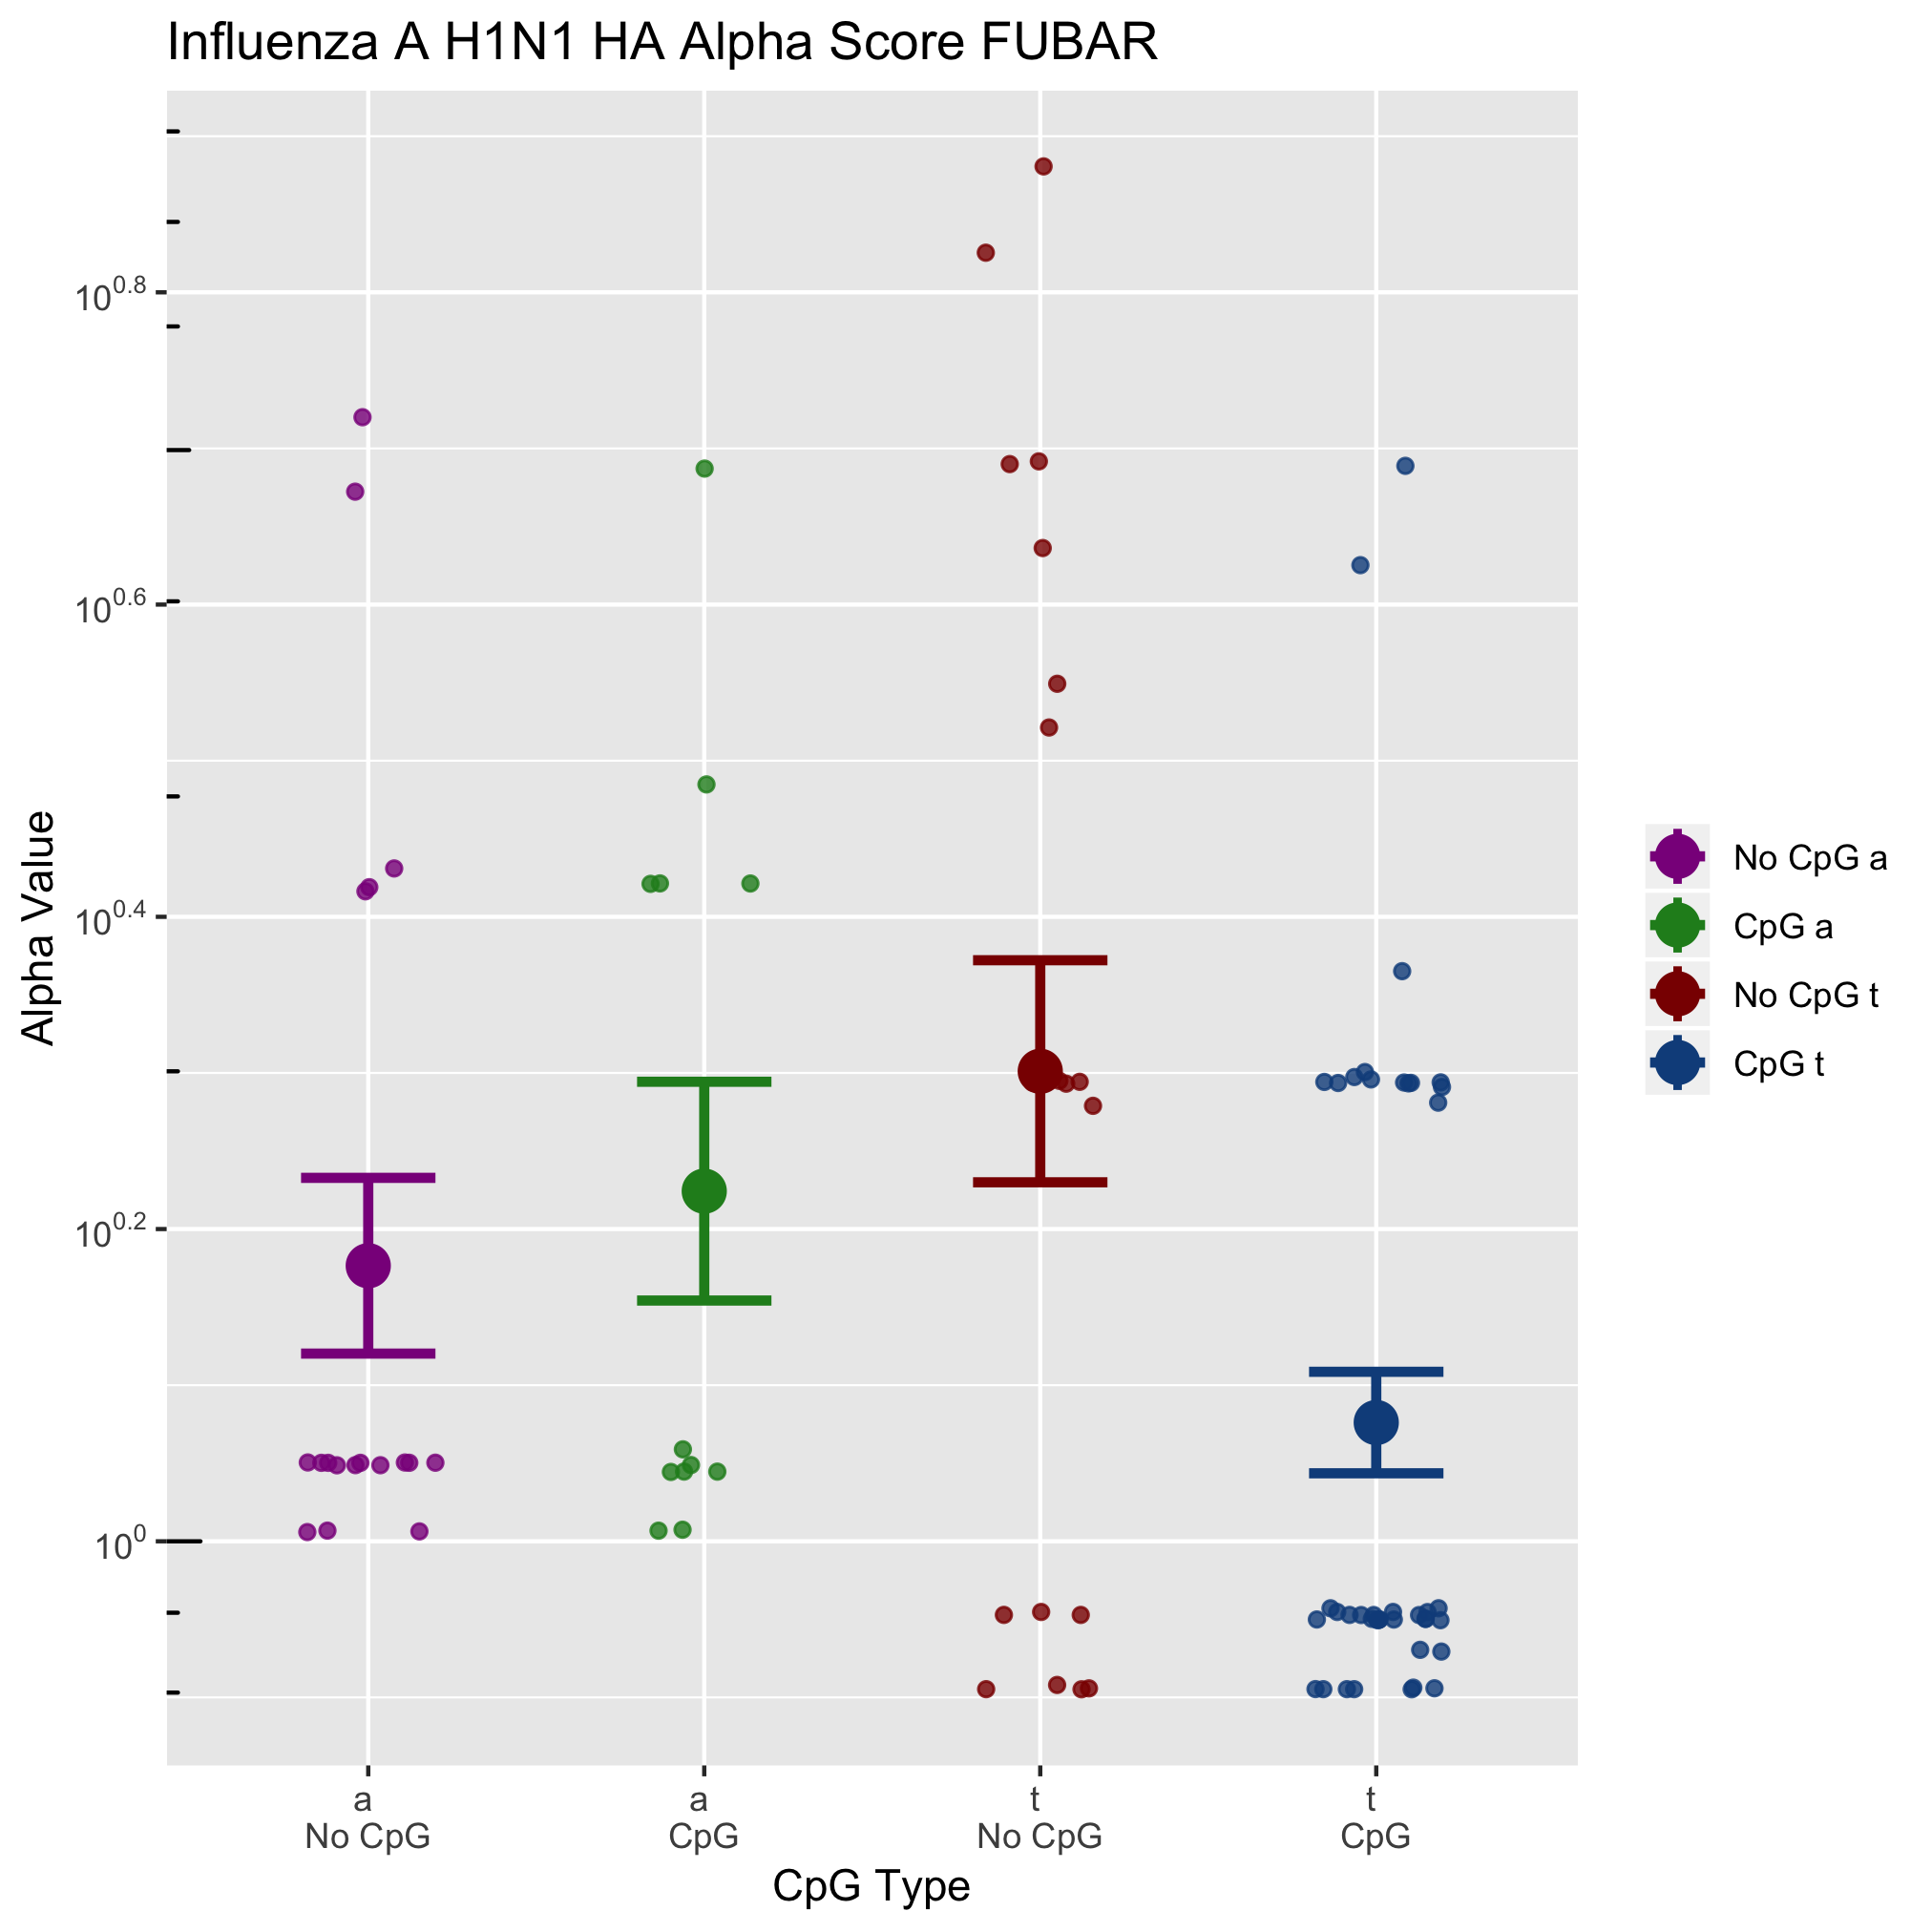 Influenza A H1N1 HA Alpha Score FUBAR
Alpha Value
10^0.8
10^0.6
10^0.4
10^0.2
10^0
a
No CpG
a
CpG
t
No CpG
t
CpG
CpG Type
No CpG a
CpG a
No CpG t
CpG t